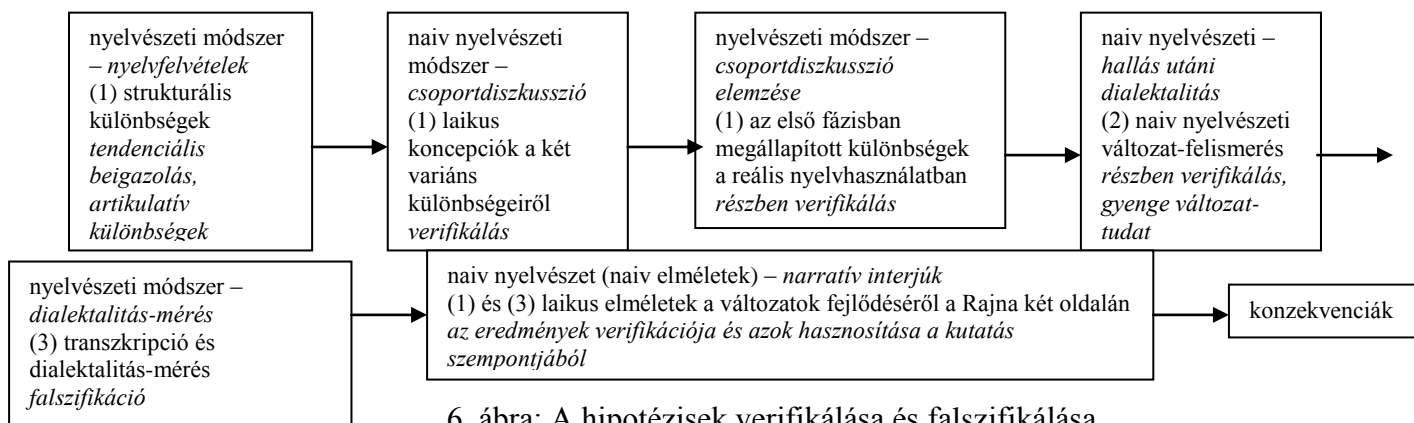 nyelvészeti módszer
– nyelvfelvételek
(1) strukturális
különbségek
tendenciális
beigazolás,
artikulatív
különbségek
naiv nyelvészeti
módszer –
csoportdiszkusszió
(1) laikus
koncepciók a két
variáns
különbségeiről
verifikálás
nyelvészeti módszer –
csoportdiszkusszió
elemzése
(1) az első fázisban
megállapított különbségek
a reális nyelvhasználatban
részben verifikálás
naiv nyelvészeti –
hallás utáni
dialektalitás
(2) naiv nyelvészeti
változat-felismerés
részben verifikálás,
gyenge változat-
tudat
nyelvészeti módszer –
dialektalitás-mérés
(3) transzkripció és
dialektalitás-mérés
falszifikáció
naiv nyelvészet (naiv elméletek) – narratív interjúk
(1) és (3) laikus elméletek a változatok fejlődéséről a Rajna két oldalán
az eredmények verifikációja és azok hasznosítása a kutatás
szempontjából
konzekvenciák
6. ábra: A hipotézisek verifikálása és falszifikálása